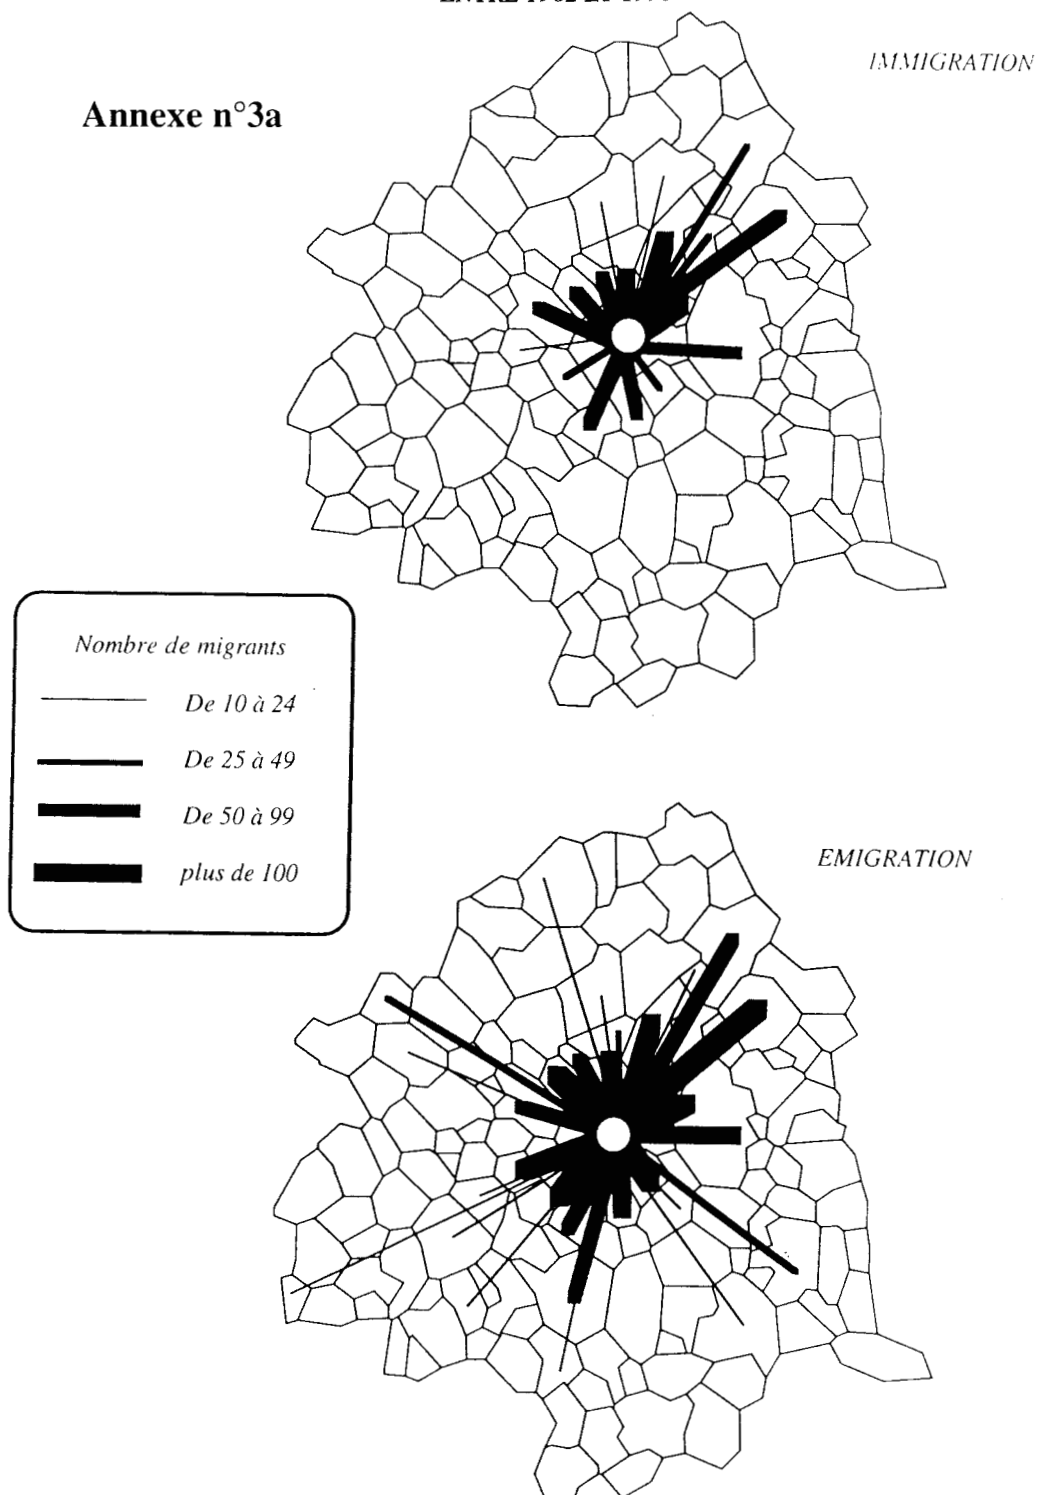 IMMIGRATION
Annexe n°3a
Nombre de migrants
De 10 à 24
De 25 à 49
De 50 à 99
plus de 100
EMIGRATION